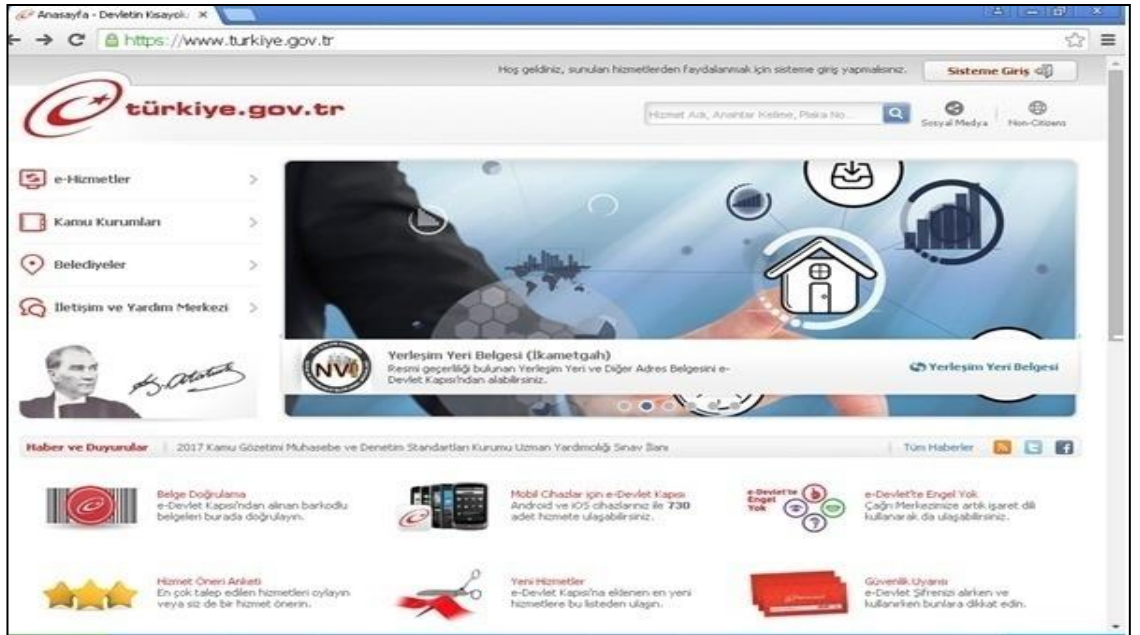 Anasayfa - Devletin Kısayolu
https://www.turkiye.gov.tr
Hoş geldiniz, sunulan hizmetlerden faydalanmak için sisteme giriş yapmalısınız.
Sisteme Giriş
türkiye.gov.tr
Hizmet Adı, Anahtar Kelime, Plaka No...
Sosyal Medya
Non-Citizens
e-Hizmetler
Kamu Kurumları
Belediyeler
İletişim ve Yardım Merkezi
K. Atatürk
NVİ
Yerleşim Yeri Belgesi (İkametgah)
Resmi geçerliliği bulunan Yerleşim Yeri ve Diğer Adres Belgesini e-
Devlet Kapısı'ndan alabilirsiniz.
Yerleşim Yeri Belgesi
Haber ve Duyurular
2017 Kamu Gözetimi Muhasebe ve Denetim Standartları Kurumu Uzman Yardımcılığı Sınav İlanı
Tüm Haberler
Belge Doğrulama
e-Devlet Kapısı'ndan alınan barkodlu
belgeleri burada doğrulayın.
Mobil Cihazlar için e-Devlet Kapısı
Android ve iOS cihazlarınız ile 730
adet hizmete ulaşabilirsiniz.
e-Devlet'te
Engel
Yok
e-Devlet'te Engel Yok
Çağrı Merkezimize artık işaret dili
kullanarak da ulaşabilirsiniz.
Hizmet Öneri Anketi
En çok talep edilen hizmetleri oylayın
veya siz de bir hizmet önerin.
Yeni Hizmetler
e-Devlet Kapısı'na eklenen en yeni
hizmetlere bu listeden ulaşın.
Güvenlik Uyarısı
e-Devlet Şifrenizi alırken ve
kullanırken bunlara dikkat edin.